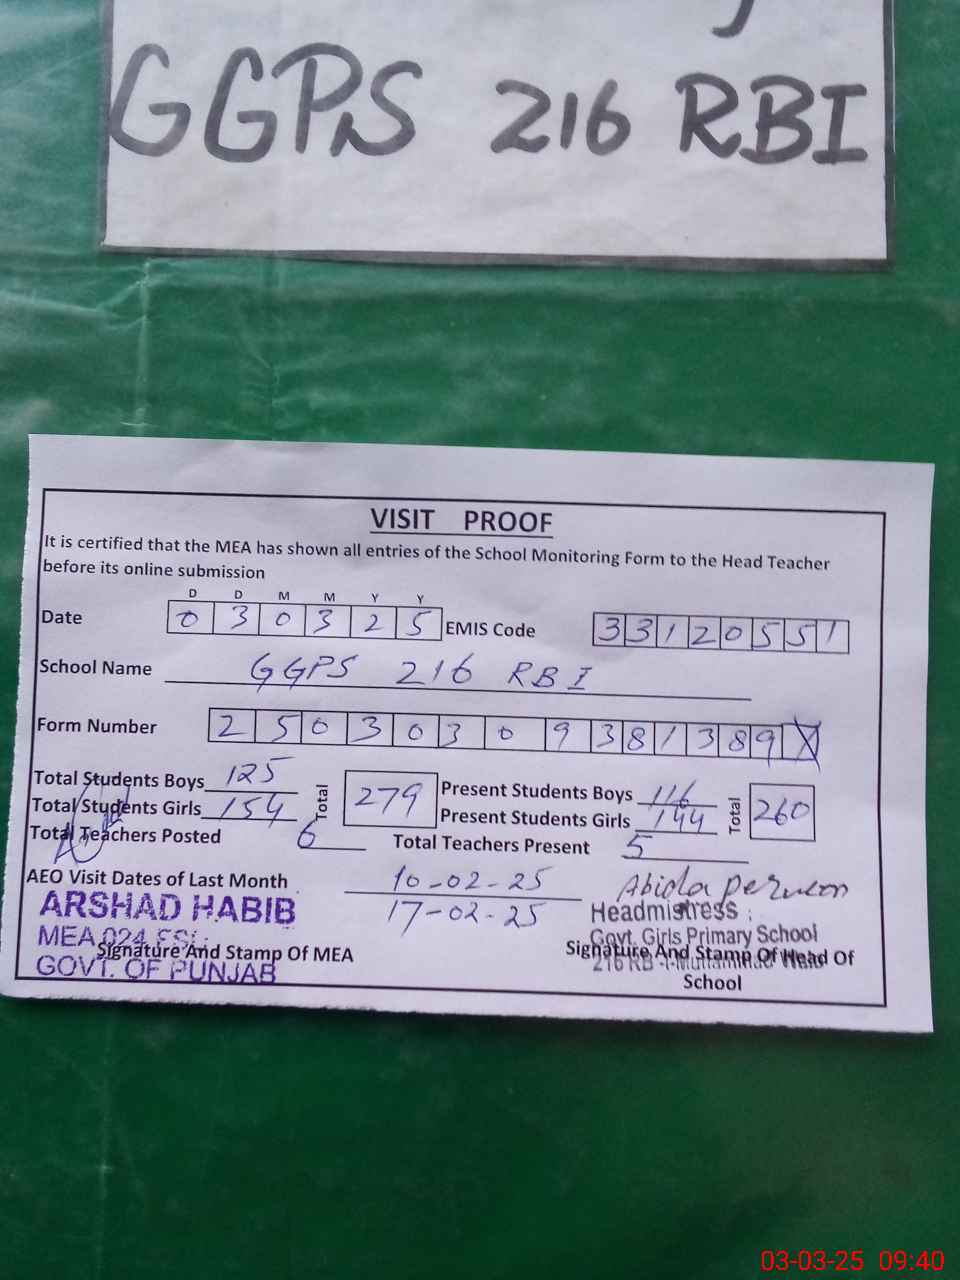 GGPS 216 RBI
VISIT PROOF
It is certified that the MEA has shown all entries of the School Monitoring Form to the Head Teacher
before its online submission
D D M M Y Y
Date 0 3 0 3 2 5 EMIS Code 3 3 1 2 0 5 5 1
School Name GGPS 216 RBI
Form Number 2 5 0 3 0 3 0 9 3 8 1 3 8 9
Total Students Boys 125 Total 279 Present Students Boys 116 Total 260
Total Students Girls 154 Present Students Girls 144
Total Teachers Posted 6 Total Teachers Present 5
AEO Visit Dates of Last Month 10-02-25 Abida perveen
17-02-25
ARSHAD HABIB Headmistress
MEA 024 Govt. Girls Primary School
Signature And Stamp Of MEA Signature And Stamp Of Head Of
GOVT. OF PUNJAB 216 RB
School
03-03-25 09:40